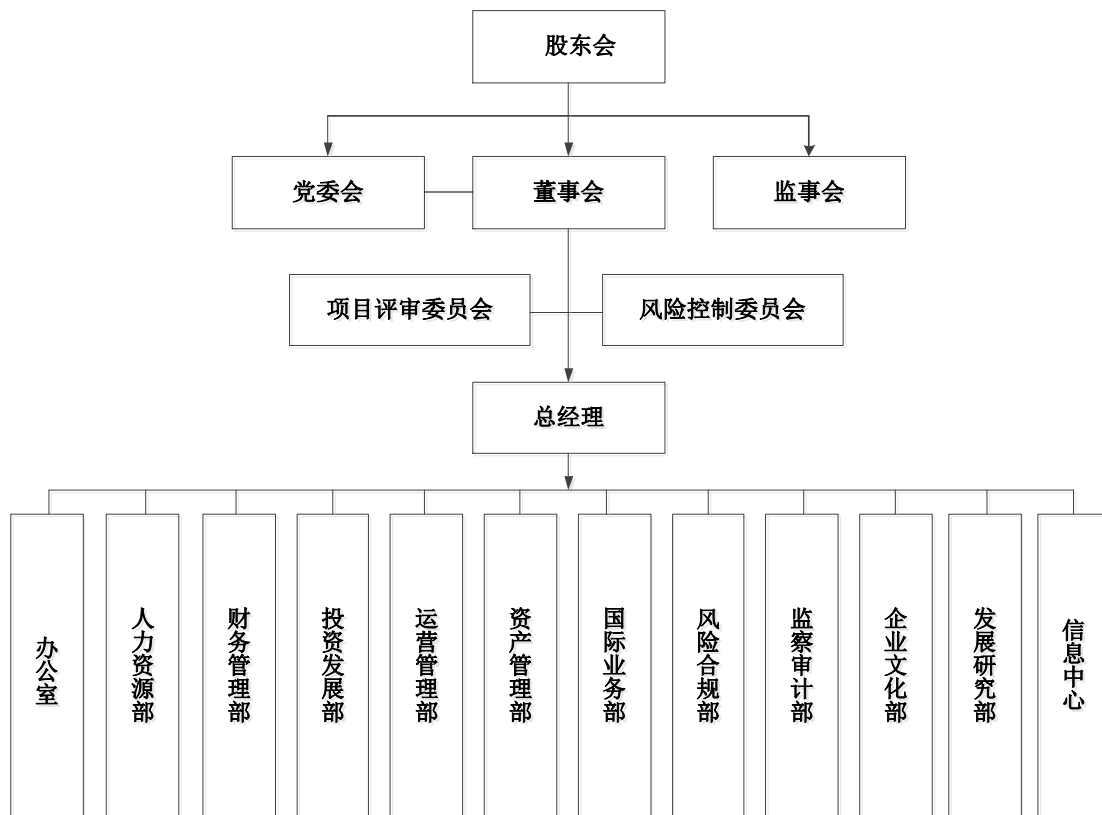 股东会
党委会
董事会
监事会
项目评审委员会
风险控制委员会
总经理
办公室
人力资源部
财务管理部
投资发展部
运营管理部
资产管理部
国际业务部
风险合规部
监察审计部
企业文化部
发展研究部
信息中心